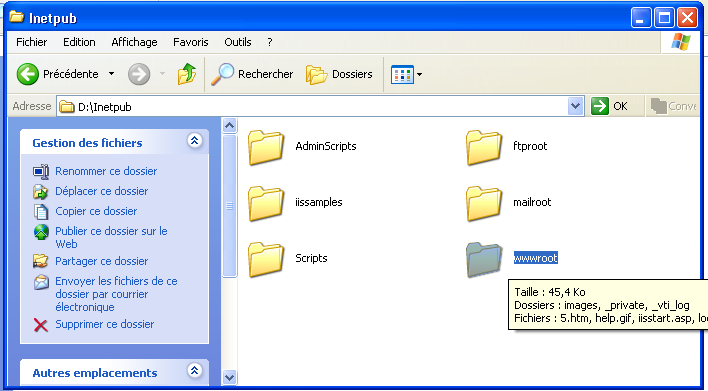 Inetpub
Fichier Edition Affichage Favoris Outils ?
Précédente Rechercher Dossiers
Adresse D:\Inetpub OK Conve
Gestion des fichiers
Renommer ce dossier
Déplacer ce dossier
Copier ce dossier
Publier ce dossier sur le
Web
Partager ce dossier
Envoyer les fichiers de ce
dossier par courrier
électronique
Supprimer ce dossier
Autres emplacements
AdminScripts ftproot
iissamples mailroot
Scripts wwwroot
Taille : 45,4 Ko
Dossiers : images, _private, _vti_log
Fichiers : 5.htm, help.gif, iisstart.asp, loc